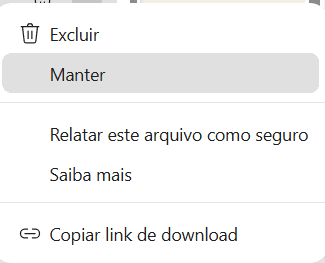 Excluir
Manter
Relatar este arquivo como seguro
Saiba mais
Copiar link de download